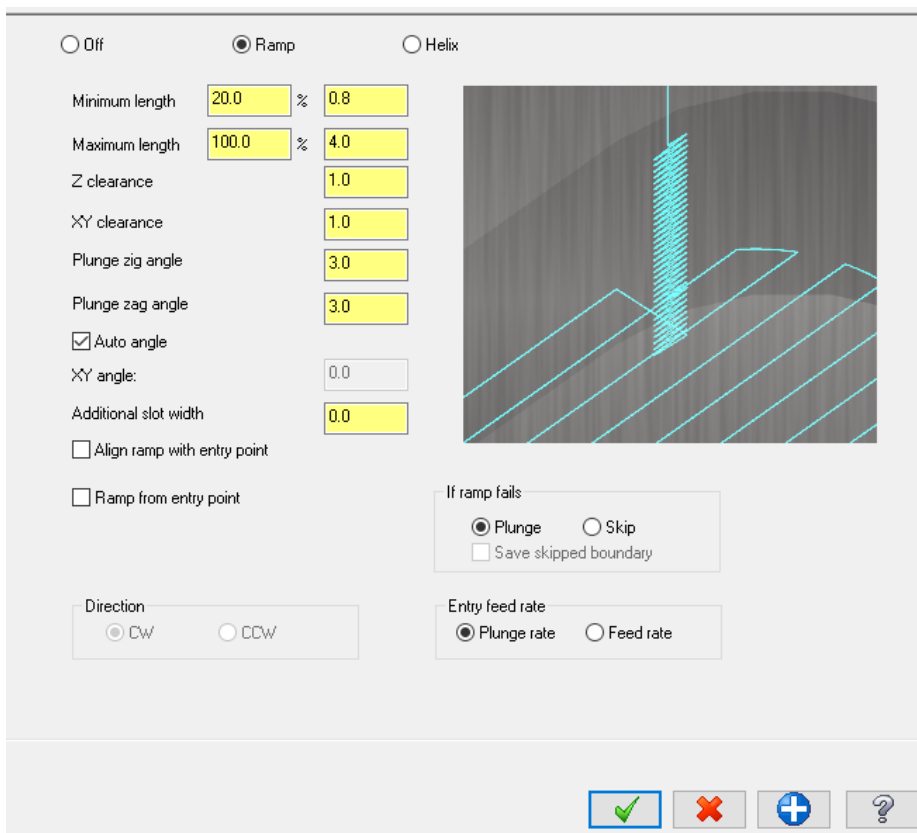 Off Ramp Helix
Minimum length 20.0 % 0.8
Maximum length 100.0 % 4.0
Z clearance 1.0
XY clearance 1.0
Plunge zig angle 3.0
Plunge zag angle 3.0
Auto angle
XY angle: 0.0
Additional slot width 0.0
Align ramp with entry point
Ramp from entry point
If ramp fails
Plunge Skip
Save skipped boundary
Direction
CW CCW
Entry feed rate
Plunge rate Feed rate
?